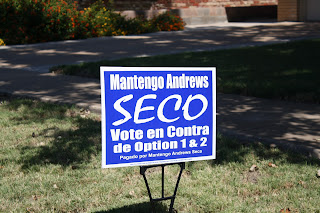 Mantengo Andrews
SECO
Vote en Contra
de Option 1 & 2
Pagado por Mantengo Andrews Seco